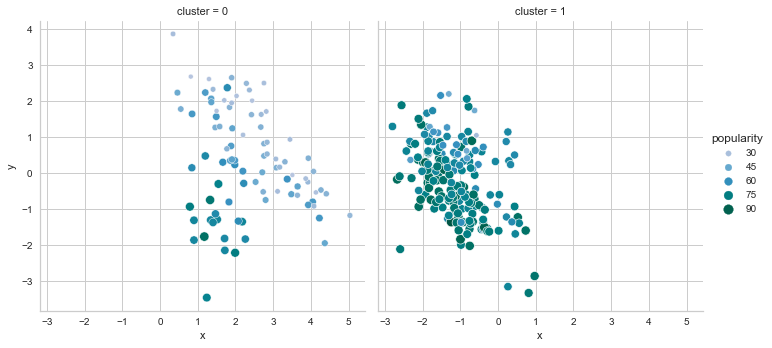 cluster = 0
cluster = 1
4
3
2
1
0
−1
−2
−3
y
−3 −2 −1 0 1 2 3 4 5
x
−3 −2 −1 0 1 2 3 4 5
x
popularity
30
45
60
75
90